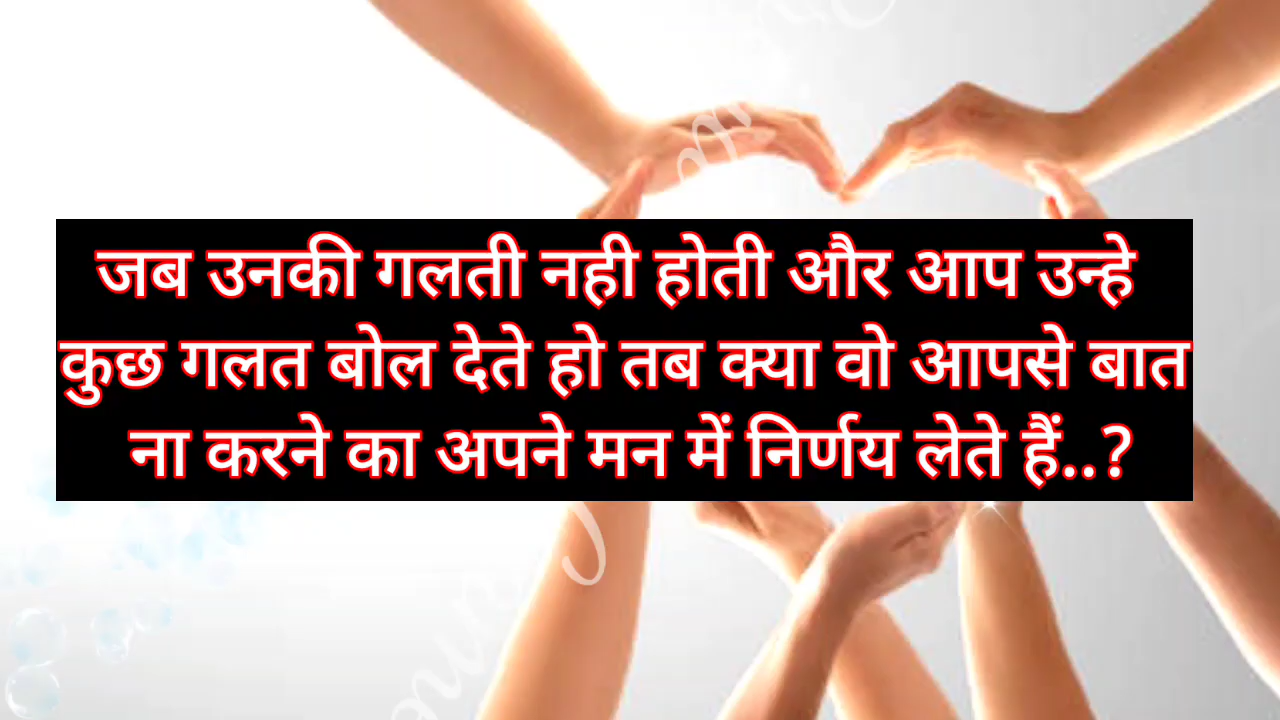 जब उनकी गलती नही होती और आप उन्हे
कुछ गलत बोल देते हो तब क्या वो आपसे बात
ना करने का अपने मन में निर्णय लेते हैं..?